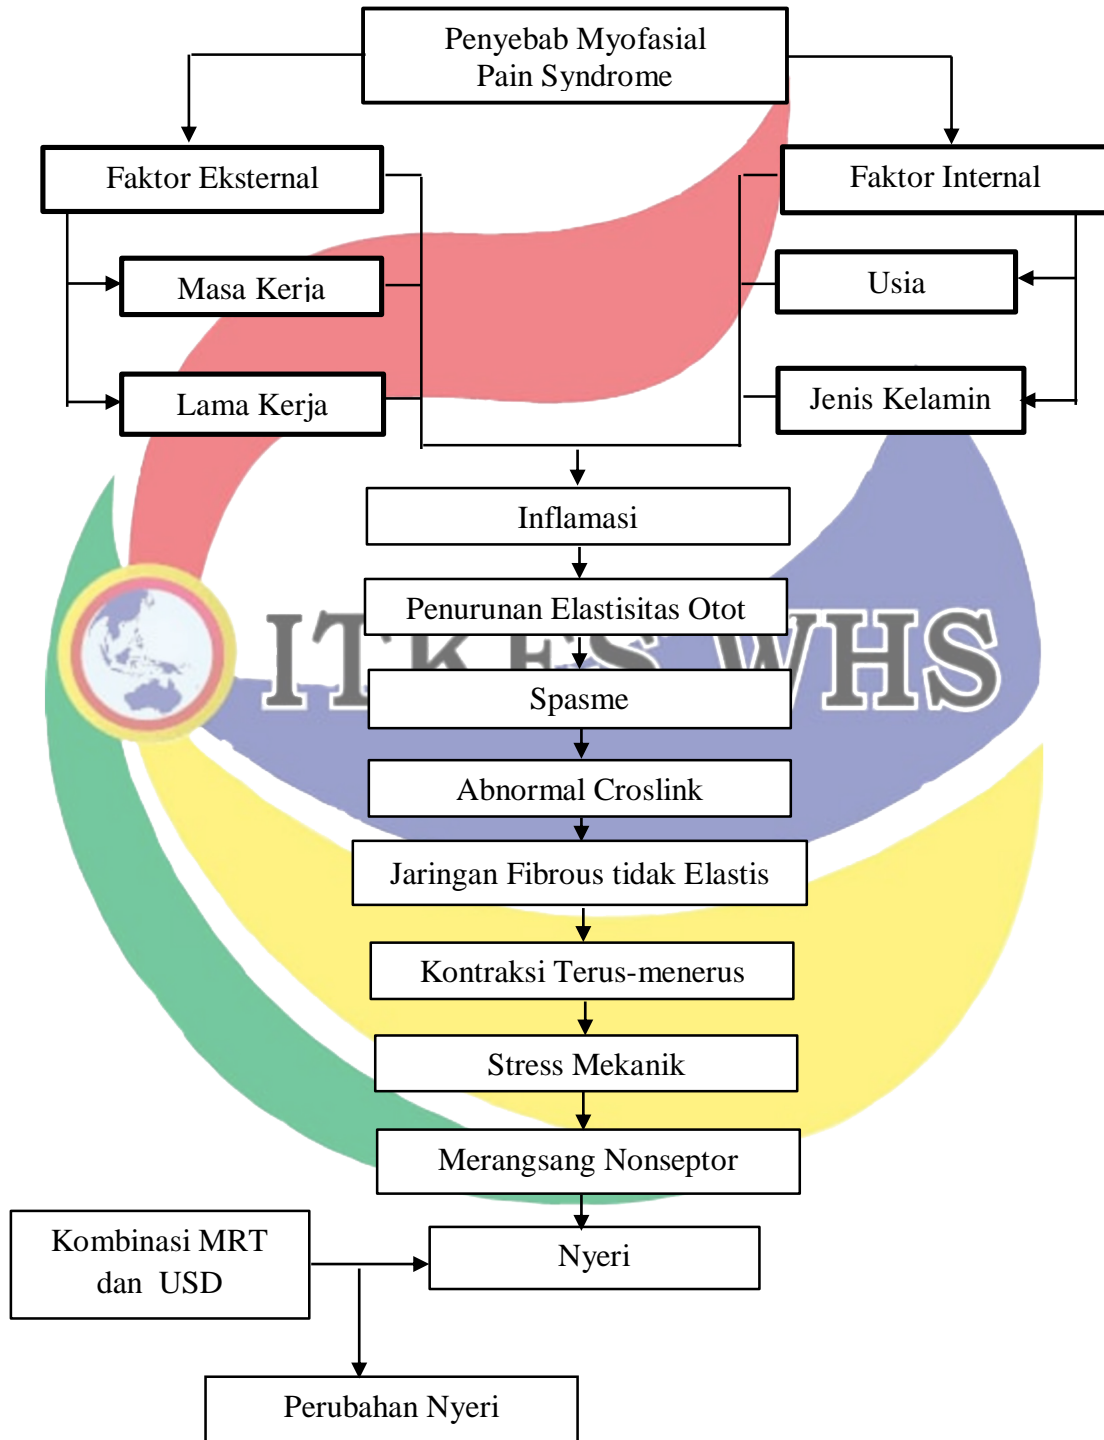 Penyebab Myofasial
Pain Syndrome
Faktor Eksternal
Faktor Internal
Masa Kerja
Usia
Lama Kerja
Jenis Kelamin
Inflamasi
Penurunan Elastisitas Otot
ITKES WHS
Spasme
Abnormal Croslink
Jaringan Fibrous tidak Elastis
Kontraksi Terus-menerus
Stress Mekanik
Merangsang Nonseptor
Kombinasi MRT
dan USD
Nyeri
Perubahan Nyeri